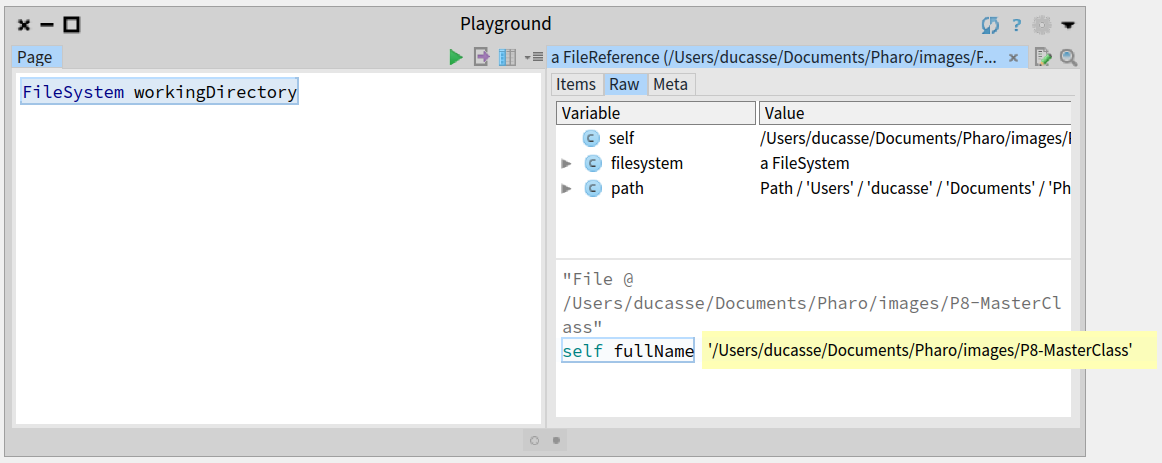 Playground
?
Page
a FileReference (/Users/ducasse/Documents/Pharo/images/F...
FileSystem workingDirectory
Items Raw Meta
Variable Value
C self /Users/ducasse/Documents/Pharo/images/
C filesystem a FileSystem
C path Path / 'Users' / 'ducasse' / 'Documents' / 'Ph
"File @
/Users/ducasse/Documents/Pharo/images/P8-MasterCl
ass"
self fullName '/Users/ducasse/Documents/Pharo/images/P8-MasterClass'